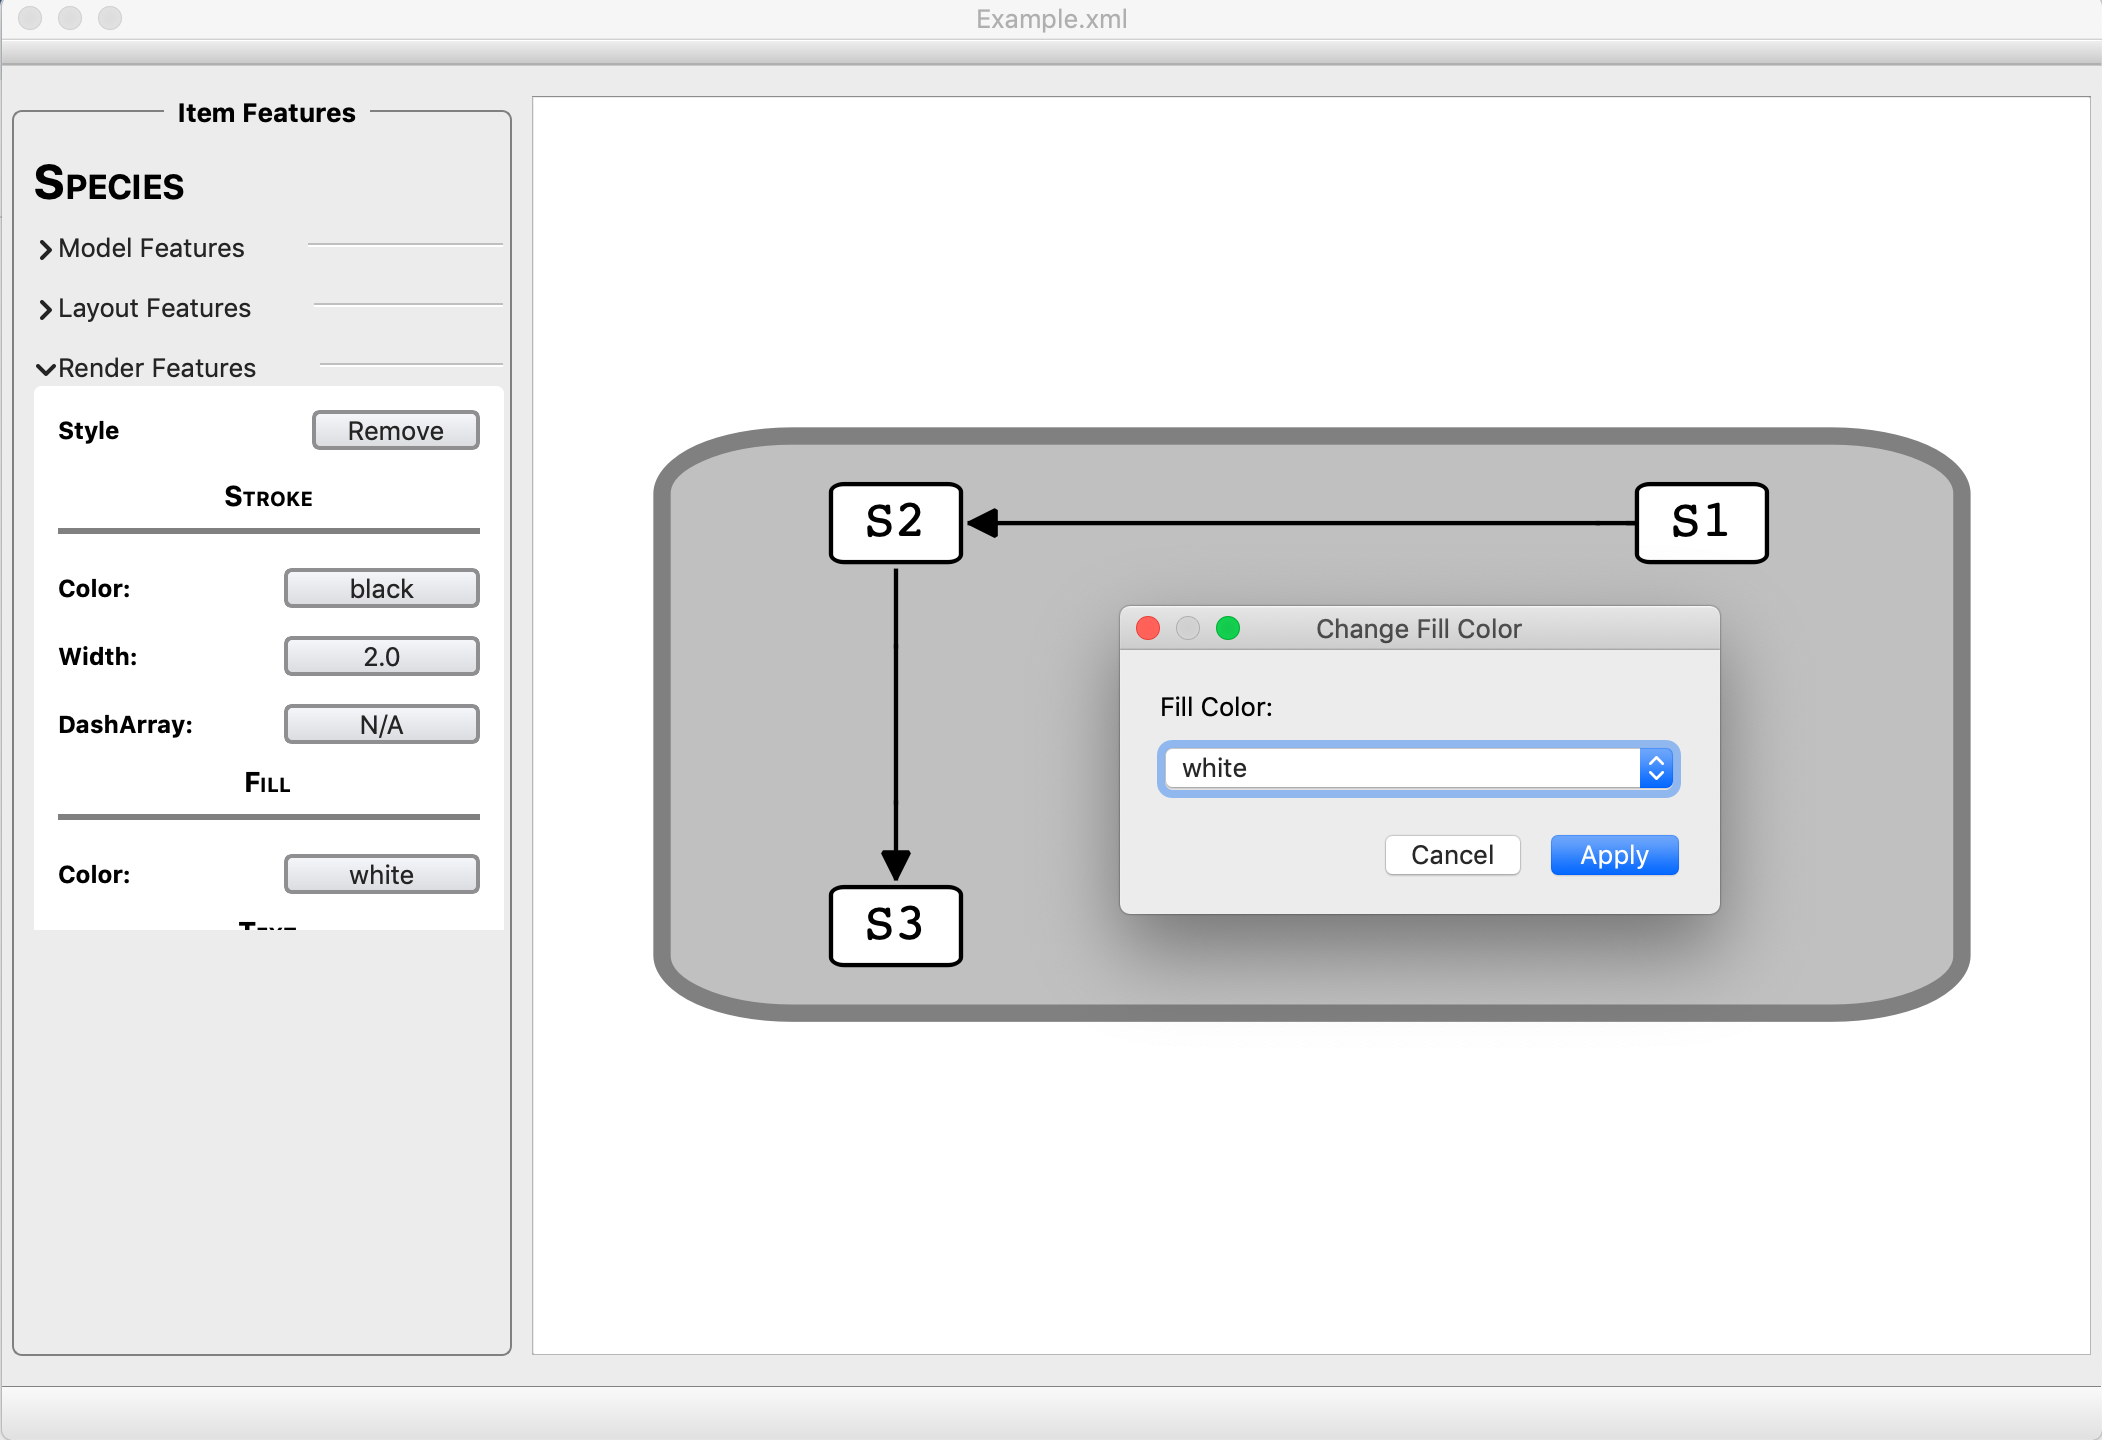 Example.xml
Item Features
SPECIES
Model Features
Layout Features
Render Features
Style Remove
STROKE
Color: black
Width: 2.0
DashArray: N/A
FILL
Color: white
TEXT
S2 S1
S3
Change Fill Color
Fill Color:
white
Cancel Apply